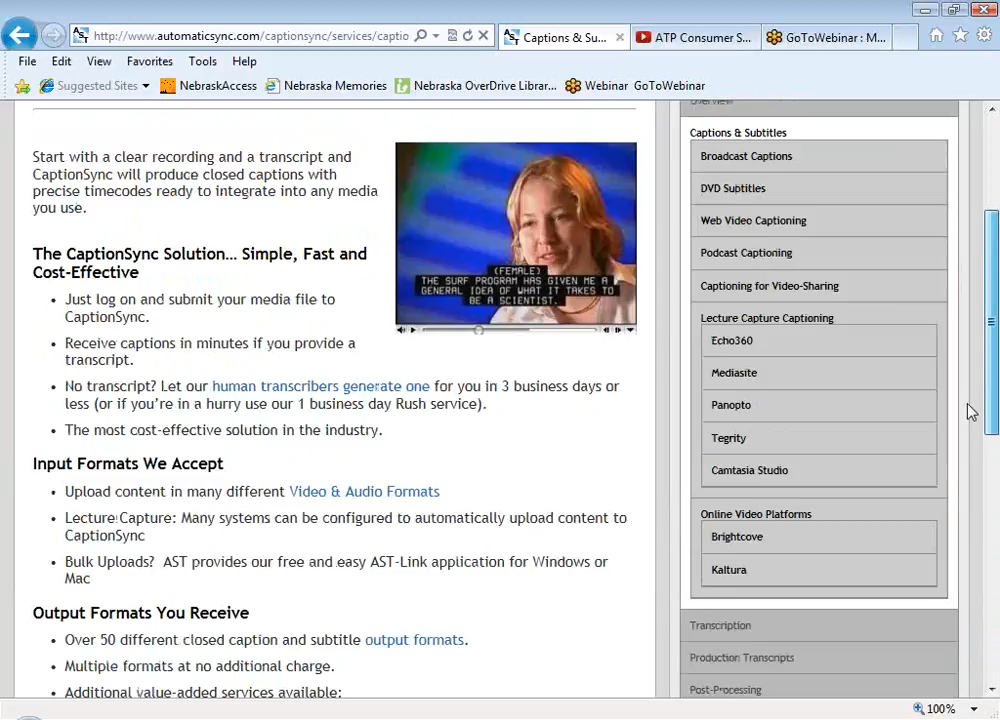 http://www.automaticsync.com/captionsync/services/captio
Captions & Su...
ATP Consumer S...
GoToWebinar : M...
File Edit View Favorites Tools Help
Suggested Sites NebraskAccess Nebraska Memories Nebraska OverDrive Librar... Webinar GoToWebinar
Start with a clear recording and a transcript and
CaptionSync will produce closed captions with
precise timecodes ready to integrate into any media
you use.
(FEMALE)
THE SURF PROGRAM HAS GIVEN ME A
GENERAL IDEA OF WHAT IT TAKES TO
BE A SCIENTIST.
The CaptionSync Solution... Simple, Fast and
Cost-Effective
• Just log on and submit your media file to
CaptionSync.
• Receive captions in minutes if you provide a
transcript.
• No transcript? Let our human transcribers generate one for you in 3 business days or
less (or if you're in a hurry use our 1 business day Rush service).
• The most cost-effective solution in the industry.
Input Formats We Accept
• Upload content in many different Video & Audio Formats
• Lecture Capture: Many systems can be configured to automatically upload content to
CaptionSync
• Bulk Uploads? AST provides our free and easy AST-Link application for Windows or
Mac
Output Formats You Receive
• Over 50 different closed caption and subtitle output formats.
• Multiple formats at no additional charge.
• Additional value-added services available:
Overview
Captions & Subtitles
Broadcast Captions
DVD Suptitles
Web Video Captioning
Podcast Captioning
Captioning for Video-Sharing
Lecture Capture Captioning
Echo360
Mediasite
Panopto
Tegrity
Camtasia Studio
Online Video Platforms
Brightcove
Kaltura
Transcription
Production Transcripts
Post-Processing
100%